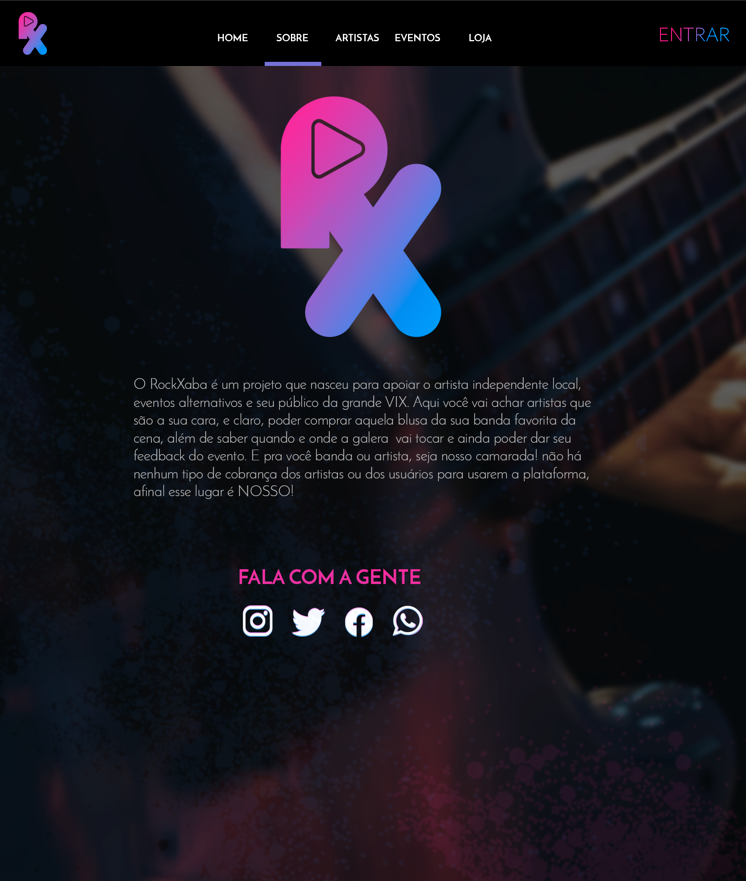 HOME SOBRE ARTISTAS EVENTOS LOJA ENTRAR
RX
O RockXaba é um projeto que nasceu para apoiar o artista independente local,
eventos alternativos e seu público da grande VIX. Aqui você vai achar artistas que
são a sua cara, e claro, poder comprar aquela blusa da sua banda favorita da
cena, além de saber quando e onde a galera  vai tocar e ainda poder dar seu
feedback do evento. E pra você banda ou artista, seja nosso camarada! não há
nenhum tipo de cobrança dos artistas ou dos usuários para usarem a plataforma,
afinal esse lugar é NOSSO!
FALA COM A GENTE